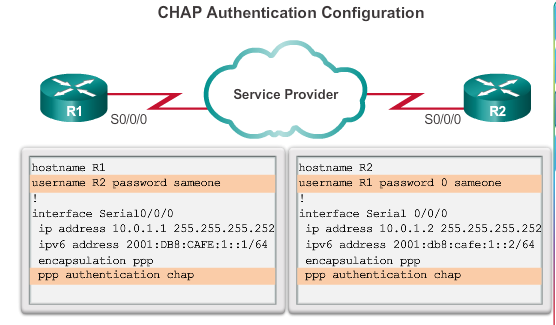 CHAP Authentication Configuration
Service Provider
R1
S0/0/0
S0/0/0
R2
hostname R1
username R2 password sameone
!
interface Serial0/0/0
ip address 10.0.1.1 255.255.255.252
ipv6 address 2001:DB8:CAFE:1::1/64
encapsulation ppp
ppp authentication chap
hostname R2
username R1 password 0 sameone
!
interface Serial 0/0/0
ip address 10.0.1.2 255.255.255.252
ipv6 address 2001:db8:cafe:1::2/64
encapsulation ppp
ppp authentication chap